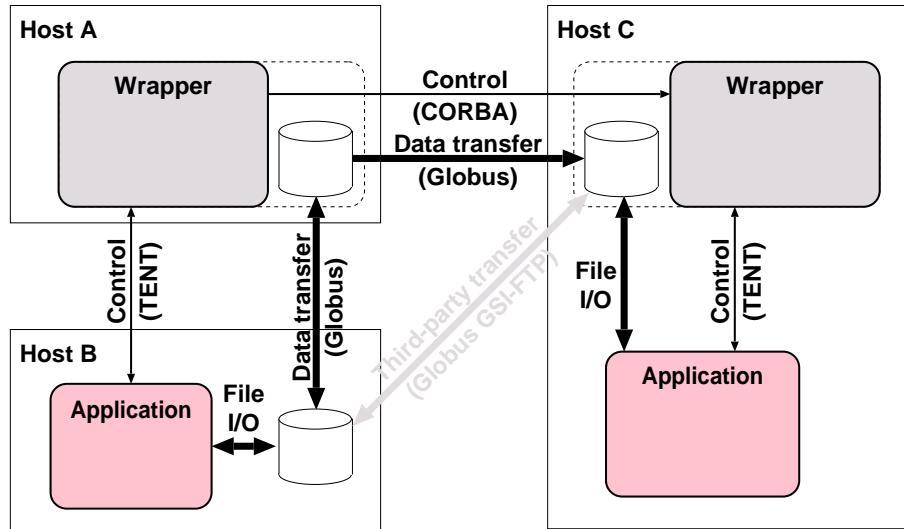 Host A
Wrapper
Control
(CORBA)
Data transfer
(Globus)
Host C
Wrapper
Control
(TENT)
Data transfer
(Globus)
Third-party transfer
(Globus GSI-FTP)
File
I/O
Control
(TENT)
Host B
Application
File
I/O
Application